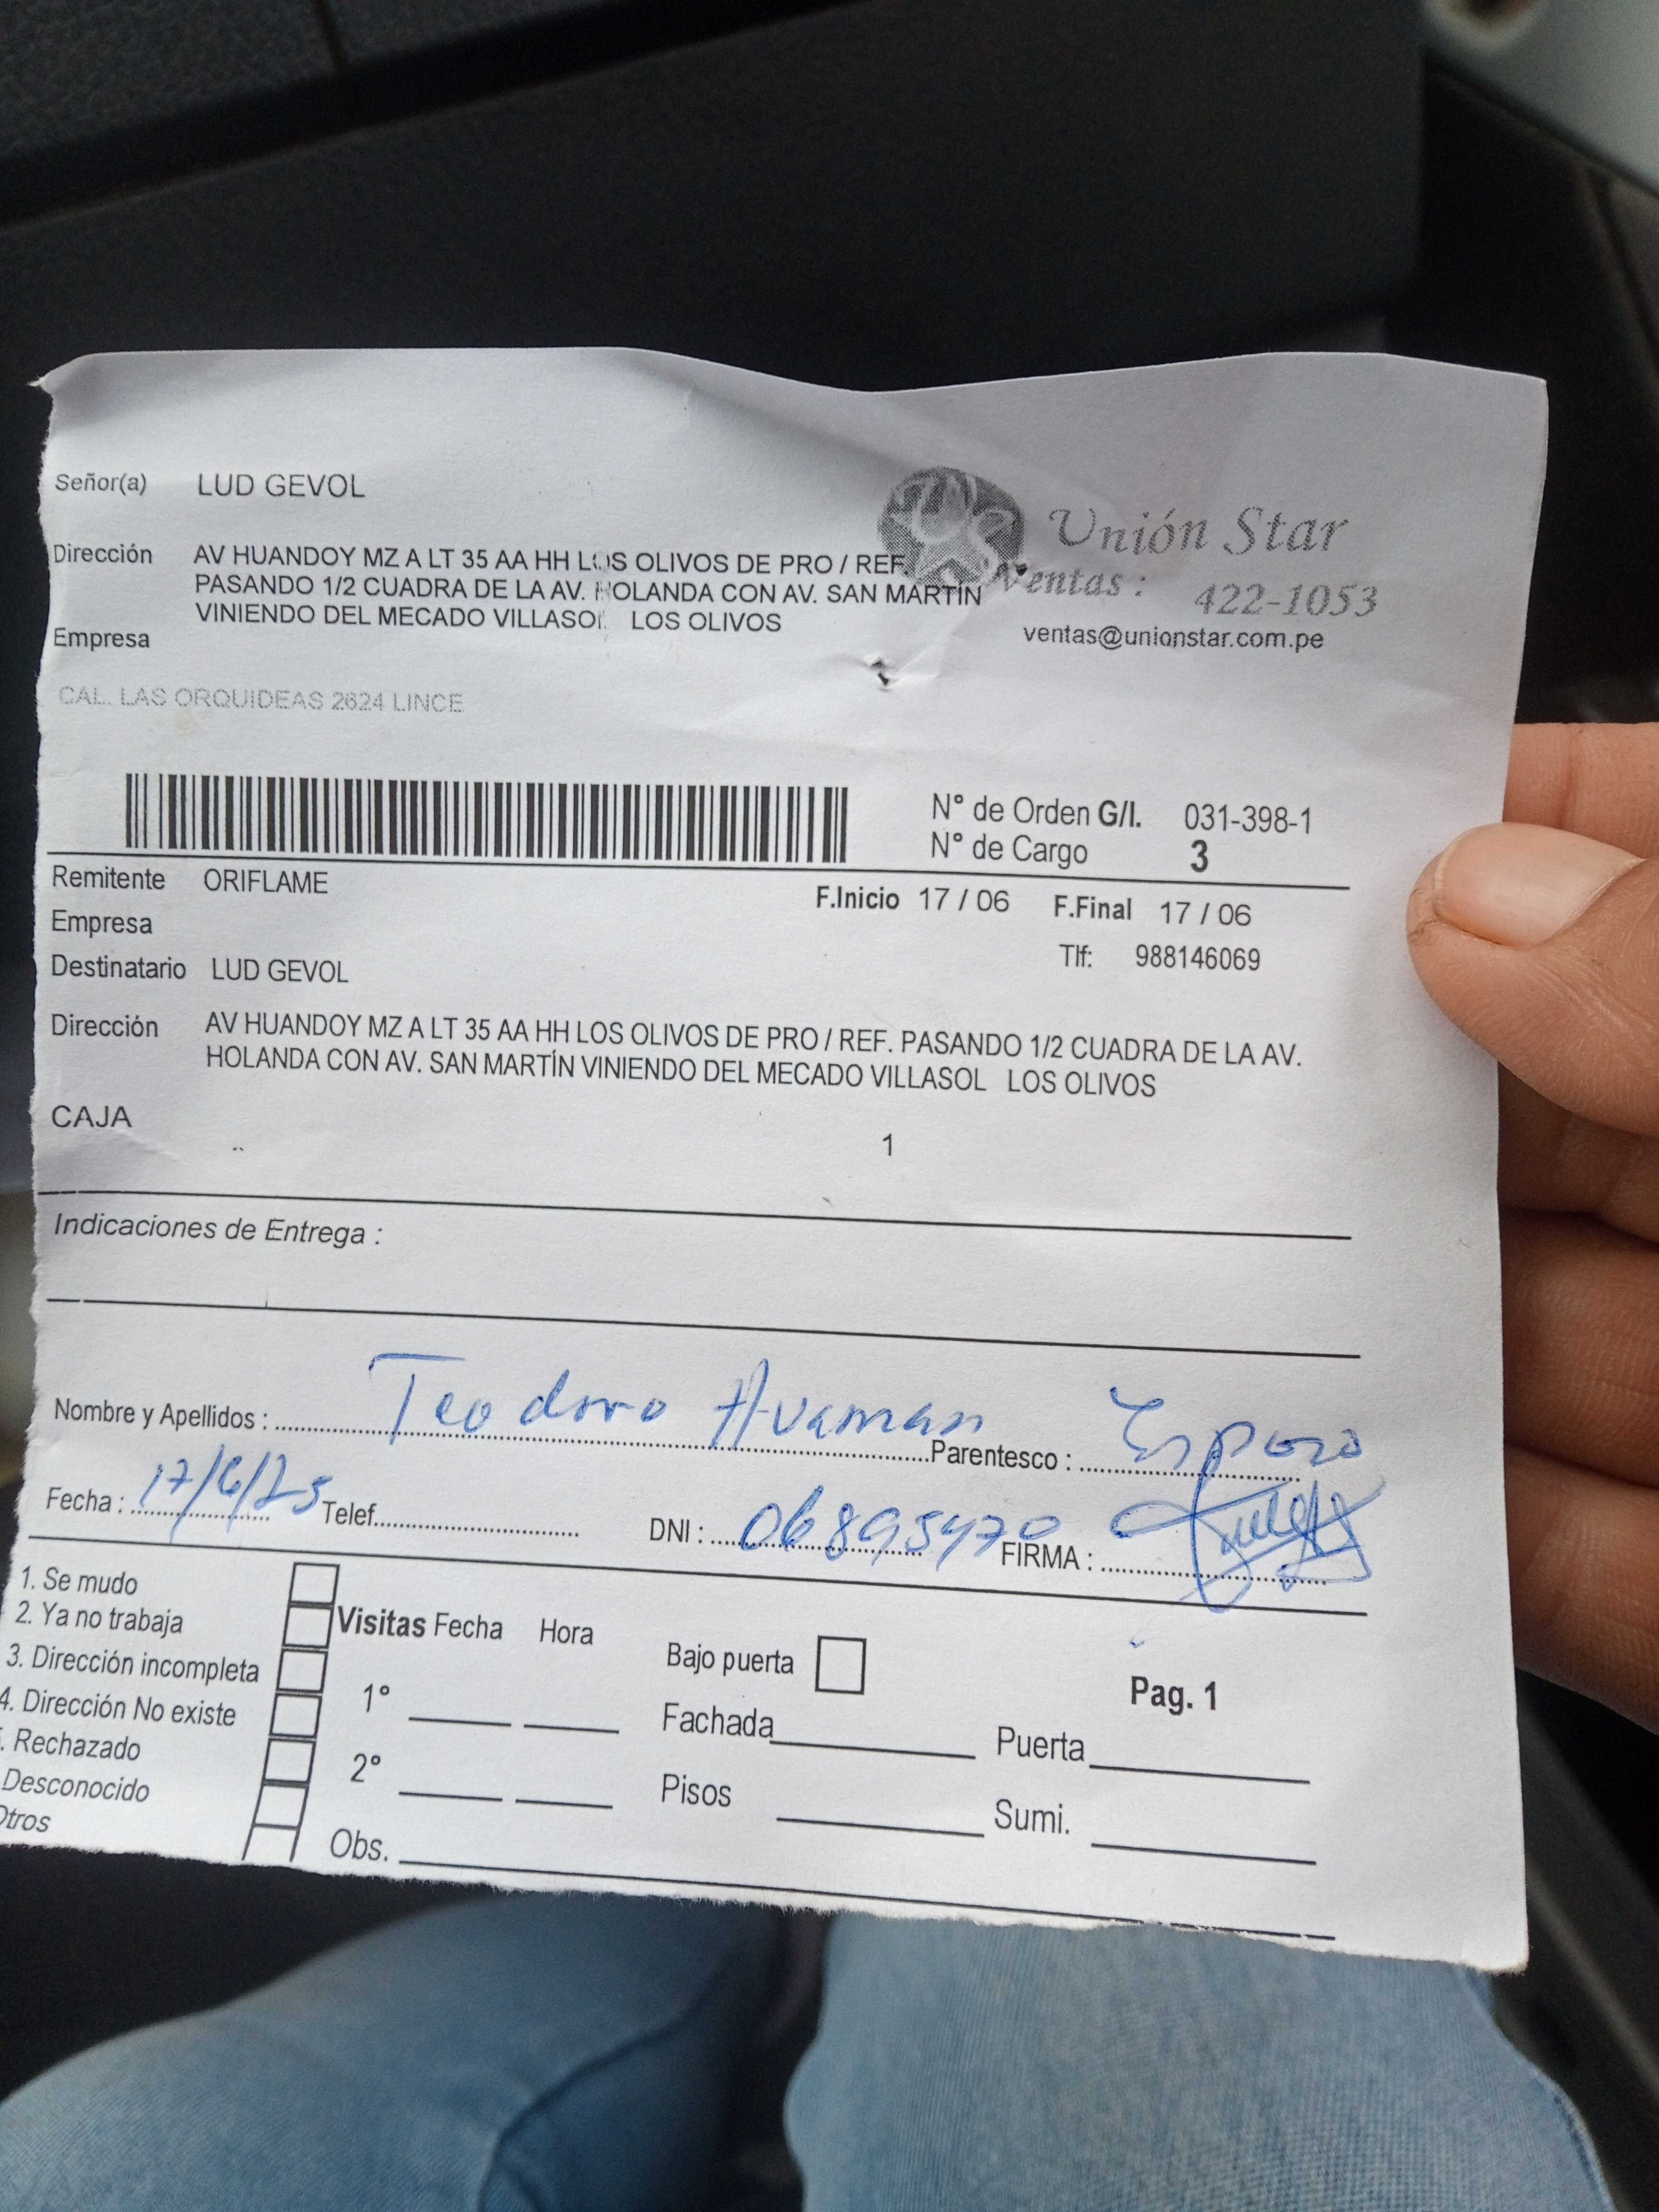 Señor(a) LUD GEVOL
Unión Star
Ventas : 422-1053
ventas@unionstar.com.pe
Dirección AV HUANDOY MZ A LT 35 AA HH LOS OLIVOS DE PRO / REF.
PASANDO 1/2 CUADRA DE LA AV. HOLANDA CON AV. SAN MARTÍN
VINIENDO DEL MECADO VILLASOL LOS OLIVOS
Empresa
CAL. LAS ORQUIDEAS 2624 LINCE
N° de Orden G/I. 031-398-1
N° de Cargo 3
Remitente ORIFLAME
F.Inicio 17 / 06 F.Final 17 / 06
Empresa
Tlf: 988146069
Destinatario LUD GEVOL
Dirección AV HUANDOY MZ A LT 35 AA HH LOS OLIVOS DE PRO / REF. PASANDO 1/2 CUADRA DE LA AV.
HOLANDA CON AV. SAN MARTÍN VINIENDO DEL MECADO VILLASOL LOS OLIVOS
CAJA 1
Indicaciones de Entrega :
Nombre y Apellidos : Teodoro Huaman Parentesco : Esposo
Fecha : 17/6/25 Telef. DNI : 06895470 FIRMA :
1. Se mudo
2. Ya no trabaja
3. Dirección incompleta
4. Dirección No existe
. Rechazado
Desconocido
Otros
Visitas Fecha Hora
1°
2°
Obs.
Bajo puerta
Fachada
Pisos
Pag. 1
Puerta
Sumi.